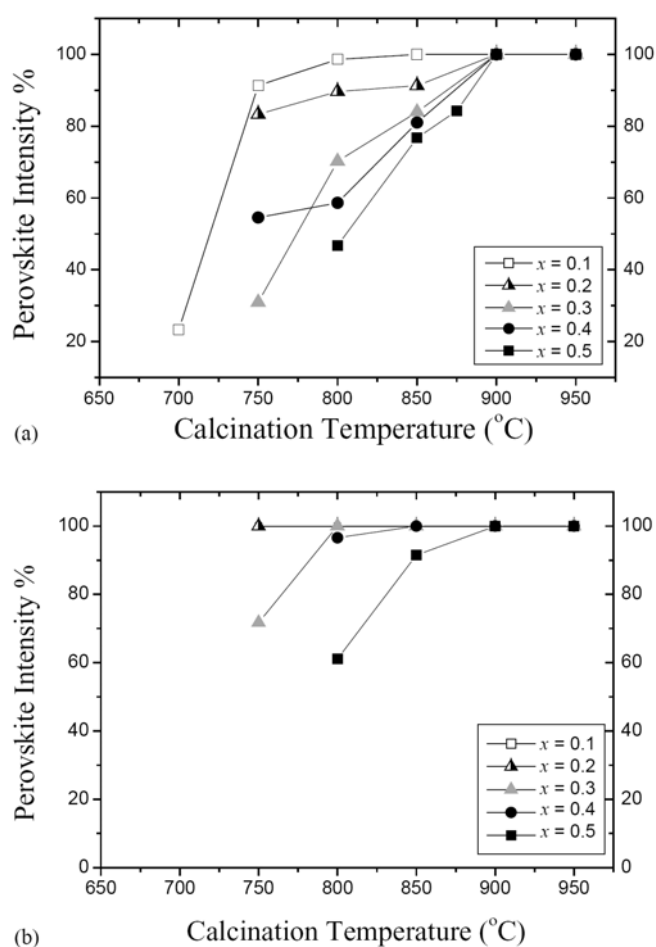 100
80
60
40
20
100
80
60
40
20
Perovskite Intensity %
x = 0.1
x = 0.2
x = 0.3
x = 0.4
x = 0.5
650 700 750 800 850 900 950
(a) Calcination Temperature (°C)
100
80
60
40
20
0
100
80
60
40
20
0
Perovskite Intensity %
x = 0.1
x = 0.2
x = 0.3
x = 0.4
x = 0.5
650 700 750 800 850 900 950
(b) Calcination Temperature (°C)